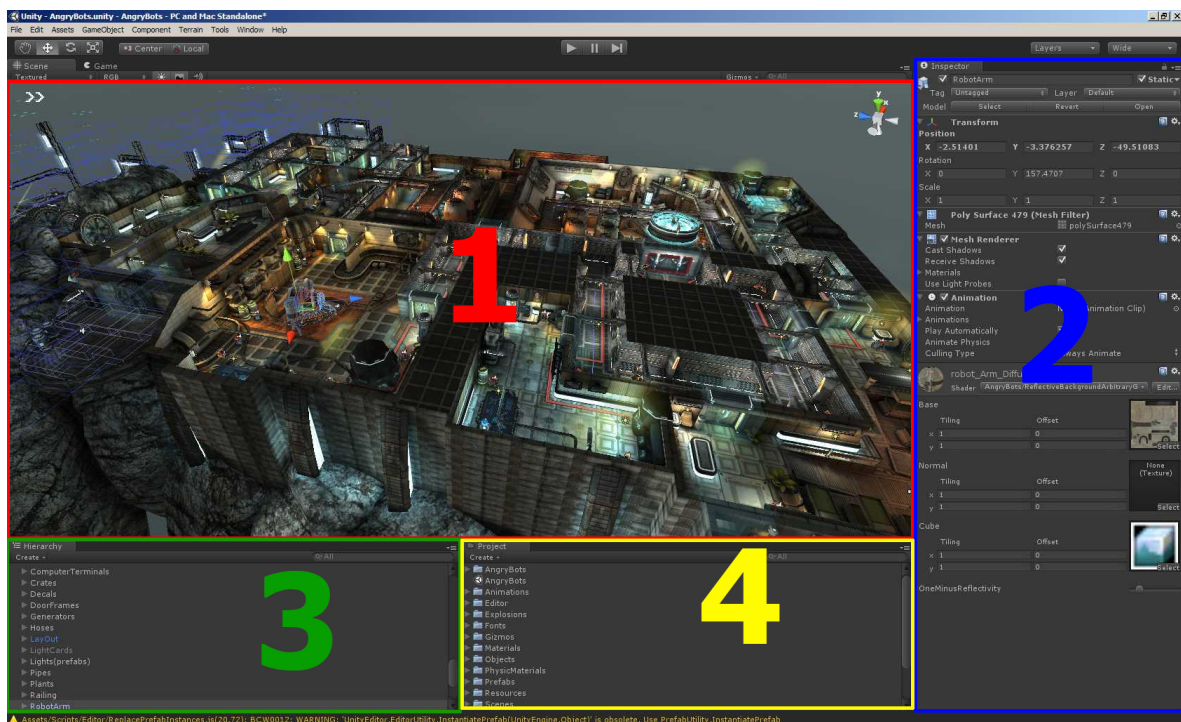 Unity - AngryBots.unity - AngryBots - PC and Mac Standalone*
File Edit Assets GameObject Component Terrain Tools Window Help
Center Local Layers Wide
Scene Game
Textured RGB Gizmos All
>>
y
x
z
1
Inspector
RobotArm Static
Tag Untagged Layer Default
Model Select Revert Open
Transform
Position
X -2.51401 Y -3.376257 Z -49.51083
Rotation
X 0 Y 157.4707 Z 0
Scale
X 1 Y 1 Z 1
Poly Surface 479 (Mesh Filter)
Mesh polySurface479
Mesh Renderer
Cast Shadows
Receive Shadows
Materials
Use Light Probes
Animation
Animation Animation Clip)
Animations
Play Automatically
Animate Physics
Culling Type Always Animate
2
robot_Arm_Diffu
Shader AngryBots/ReflectiveBackgroundArbitraryG Edit...
Base
Tiling Offset
x 1 0
y 1 0
Select
Normal
None
(Texture)
Tiling Offset
x 1 0
y 1 0
Select
Cube
Tiling Offset
x 1 0
y 1 0
Select
OneMinusReflectivity
Hierarchy
Create All
ComputerTerminals
Crates
Decals
DoorFrames
Generators
Hoses
LayOut
LightCards
Lights(prefabs)
Pipes
Plants
Railing
RobotArm
3
Project
Create All
AngryBots
AngryBots
Animations
Editor
Explosions
Fonts
Gizmos
Materials
Objects
PhysicMaterials
Prefabs
Resources
Scenes
4
Assets/Scripts/Editor/ReplacePrefabInstances.js(20,72): BCW0012: WARNING: 'UnityEditor.EditorUtility.InstantiatePrefab(UnityEngine.Object)' is obsolete. Use PrefabUtility.InstantiatePrefab